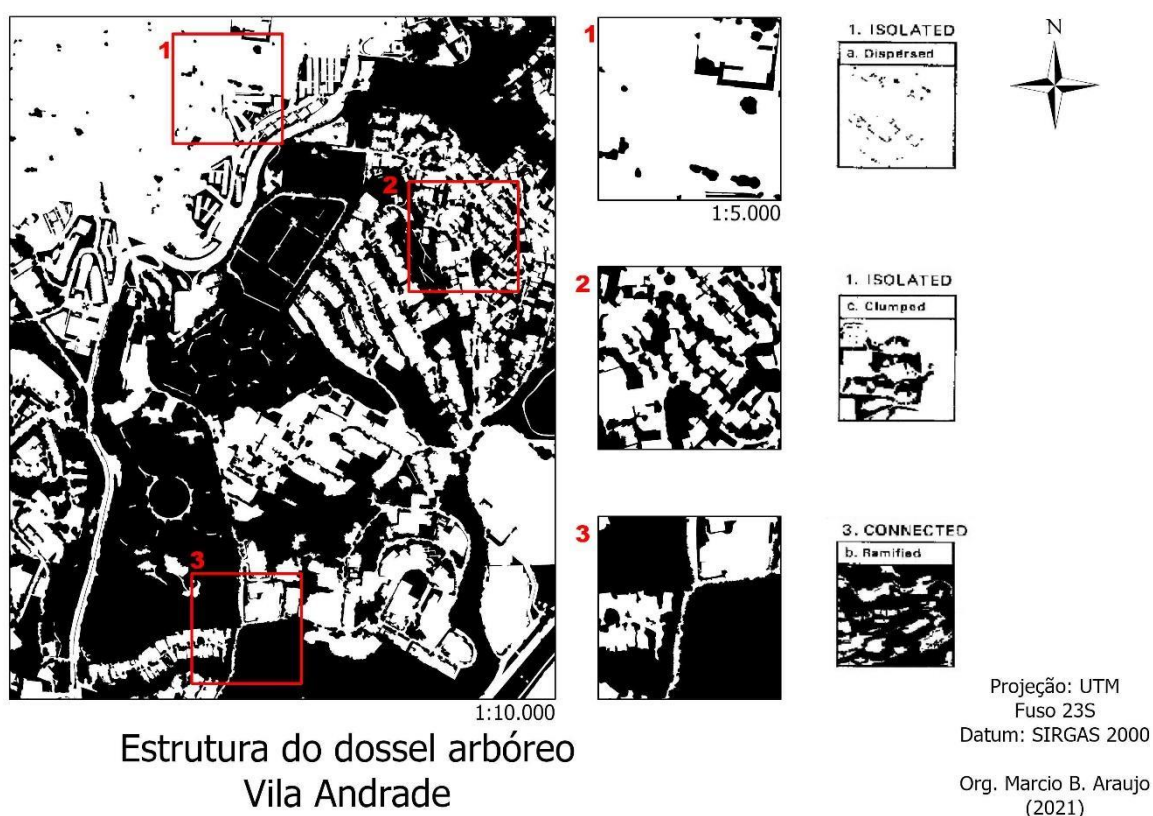 1
2
3
1:10.000
Estrutura do dossel arbóreo
Vila Andrade
1
1:5.000
2
3
1. ISOLATED
a. Dispersed
1. ISOLATED
c. Clumped
3. CONNECTED
b. Ramified
N
Projeção: UTM
Fuso 23S
Datum: SIRGAS 2000
Org. Marcio B. Araujo
(2021)